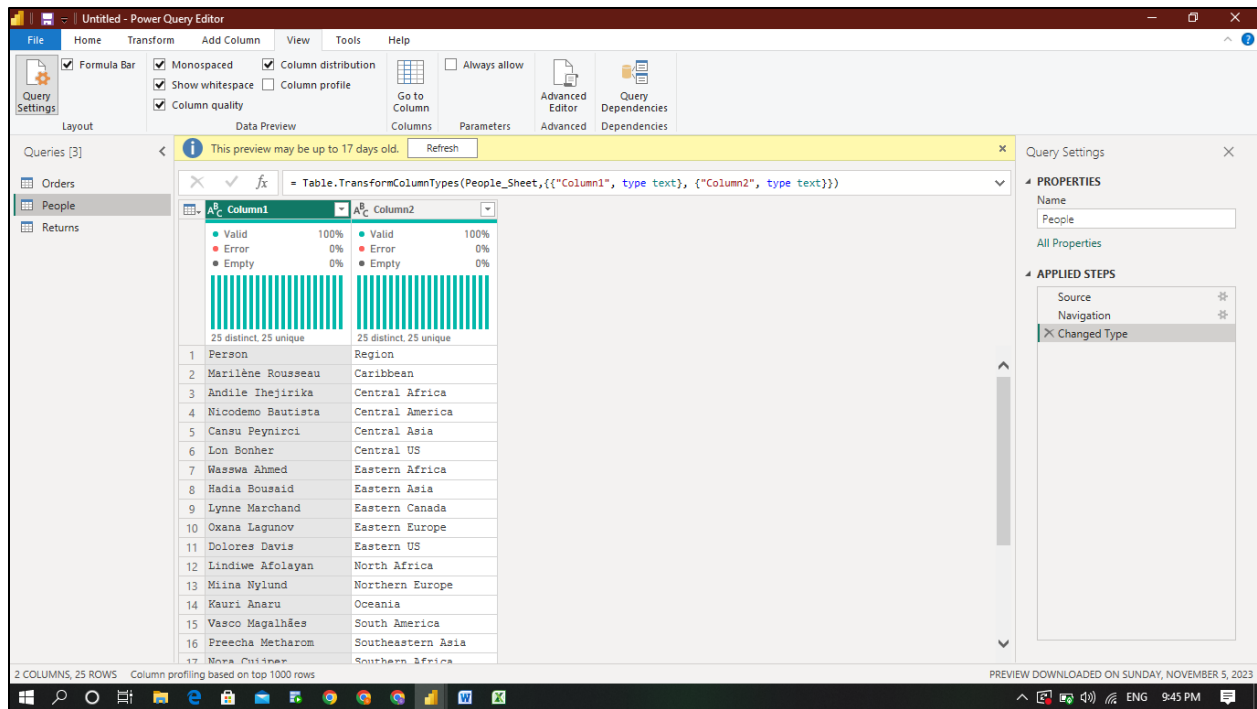 Untitled - Power Query Editor
File Home Transform Add Column View Tools Help
Query Settings
Formula Bar
Layout
Monospaced
Column distribution
Show whitespace
Column profile
Column quality
Data Preview
Go to Column
Columns
Always allow
Parameters
Advanced Editor
Advanced
Query Dependencies
Dependencies
Queries [3]
Orders
People
Returns
This preview may be up to 17 days old. Refresh
fx = Table.TransformColumnTypes(People_Sheet,{{"Column1", type text}, {"Column2", type text}})
ABC Column1 ABC Column2
Valid 100% Valid 100%
Error 0% Error 0%
Empty 0% Empty 0%
25 distinct, 25 unique 25 distinct, 25 unique
1 Person Region
2 Marilène Rousseau Caribbean
3 Andile Ihejirika Central Africa
4 Nicodemo Bautista Central America
5 Cansu Peynirci Central Asia
6 Lon Bonher Central US
7 Wasswa Ahmed Eastern Africa
8 Hadia Bousaid Eastern Asia
9 Lynne Marchand Eastern Canada
10 Oxana Lagunov Eastern Europe
11 Dolores Davis Eastern US
12 Lindiwe Afolayan North Africa
13 Miina Nylund Northern Europe
14 Kauri Anaru Oceania
15 Vasco Magalhães South America
16 Preecha Metharom Southeastern Asia
17 Nora Cuijper Southern Africa
Query Settings
PROPERTIES
Name
People
All Properties
APPLIED STEPS
Source
Navigation
Changed Type
2 COLUMNS, 25 ROWS Column profiling based on top 1000 rows
PREVIEW DOWNLOADED ON SUNDAY, NOVEMBER 5, 2023
ENG 9:45 PM